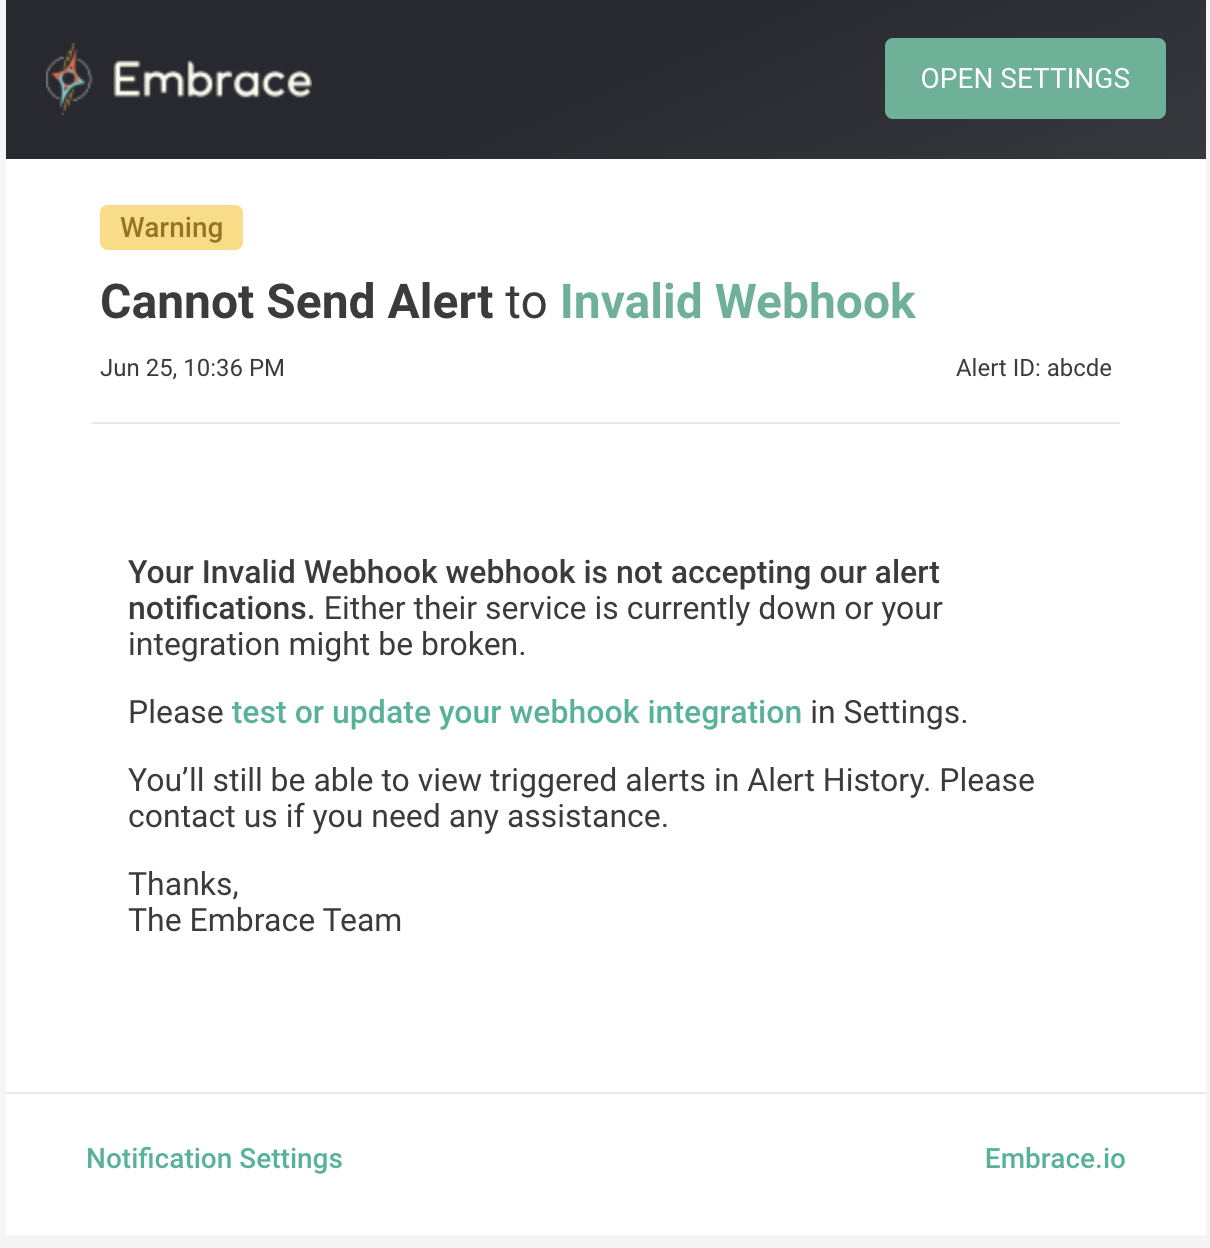 Embrace
OPEN SETTINGS
Warning
Cannot Send Alert to Invalid Webhook
Jun 25, 10:36 PM
Alert ID: abcde
Your Invalid Webhook webhook is not accepting our alert
notifications. Either their service is currently down or your
integration might be broken.
Please test or update your webhook integration in Settings.
You’ll still be able to view triggered alerts in Alert History. Please
contact us if you need any assistance.
Thanks,
The Embrace Team
Notification Settings
Embrace.io